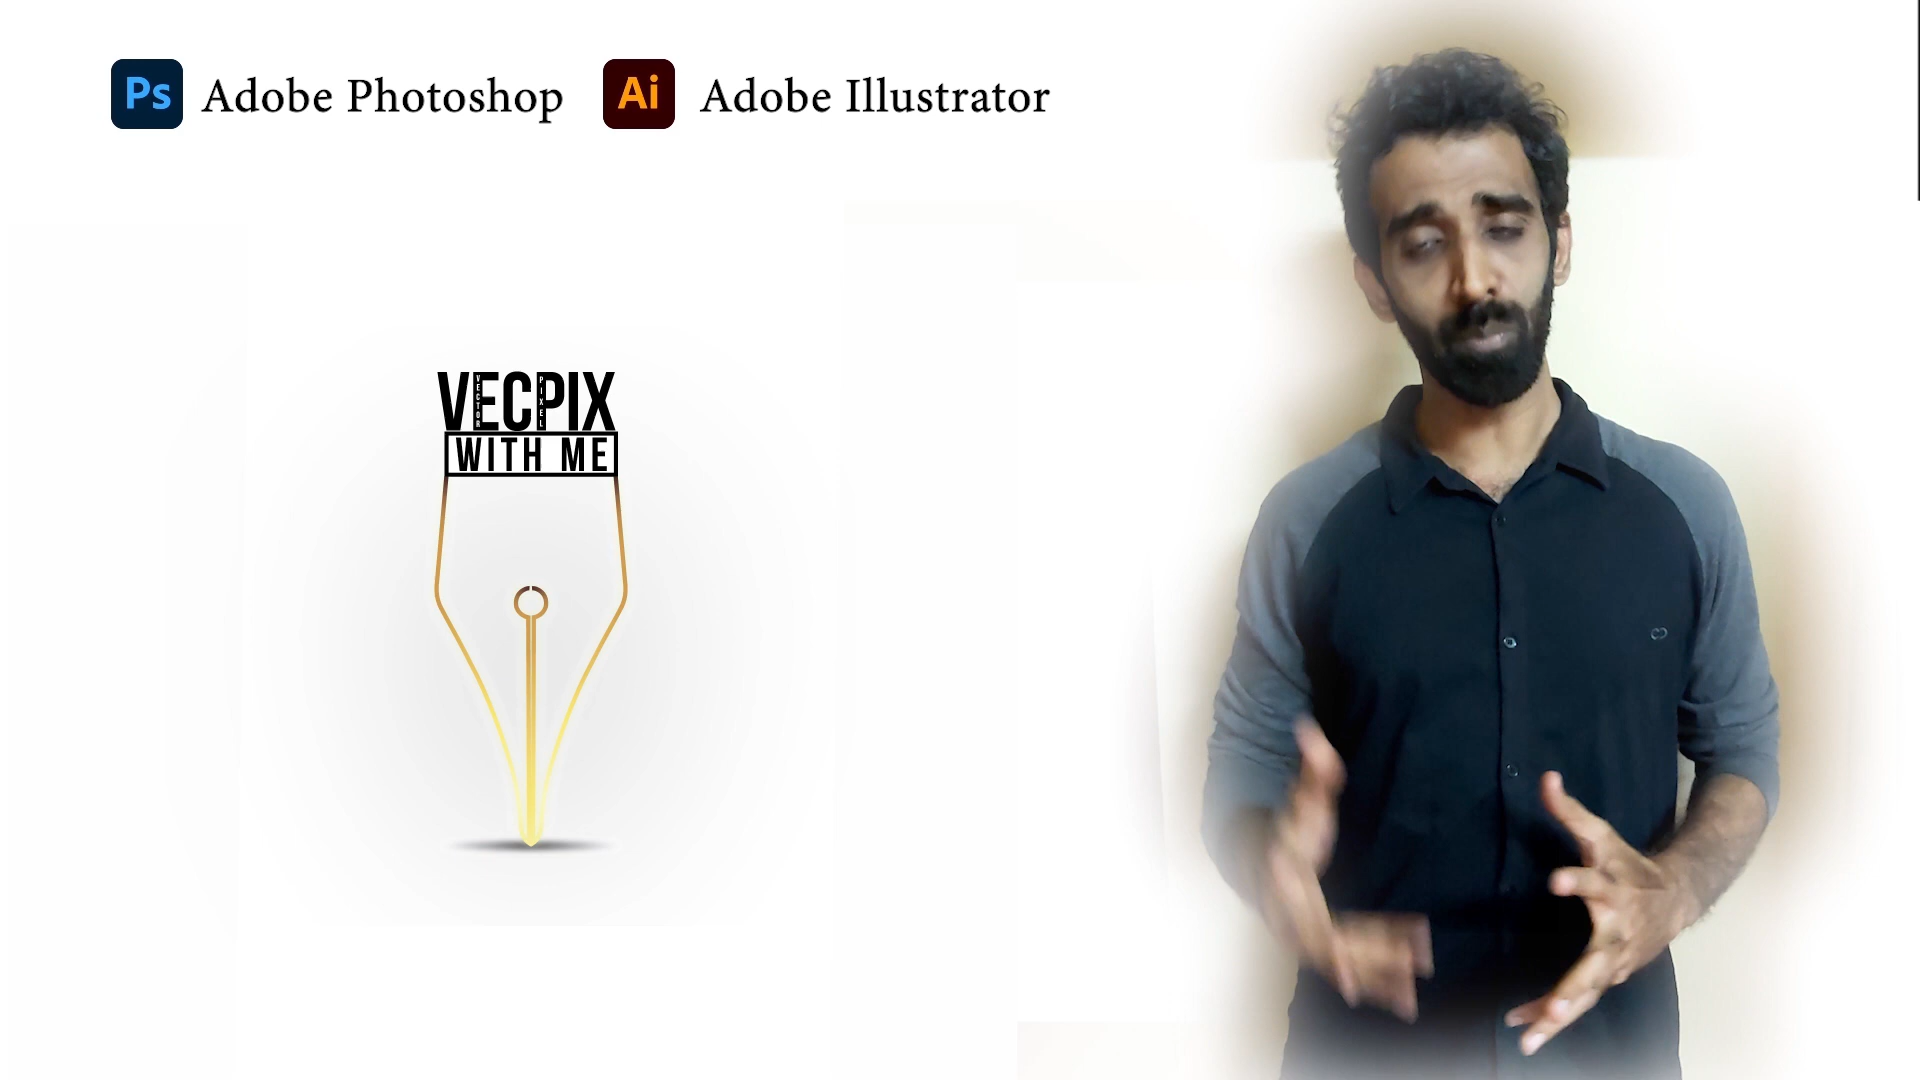 Ps Adobe Photoshop Ai Adobe Illustrator
VECPIX
VECTOR
PIXEL
WITH ME